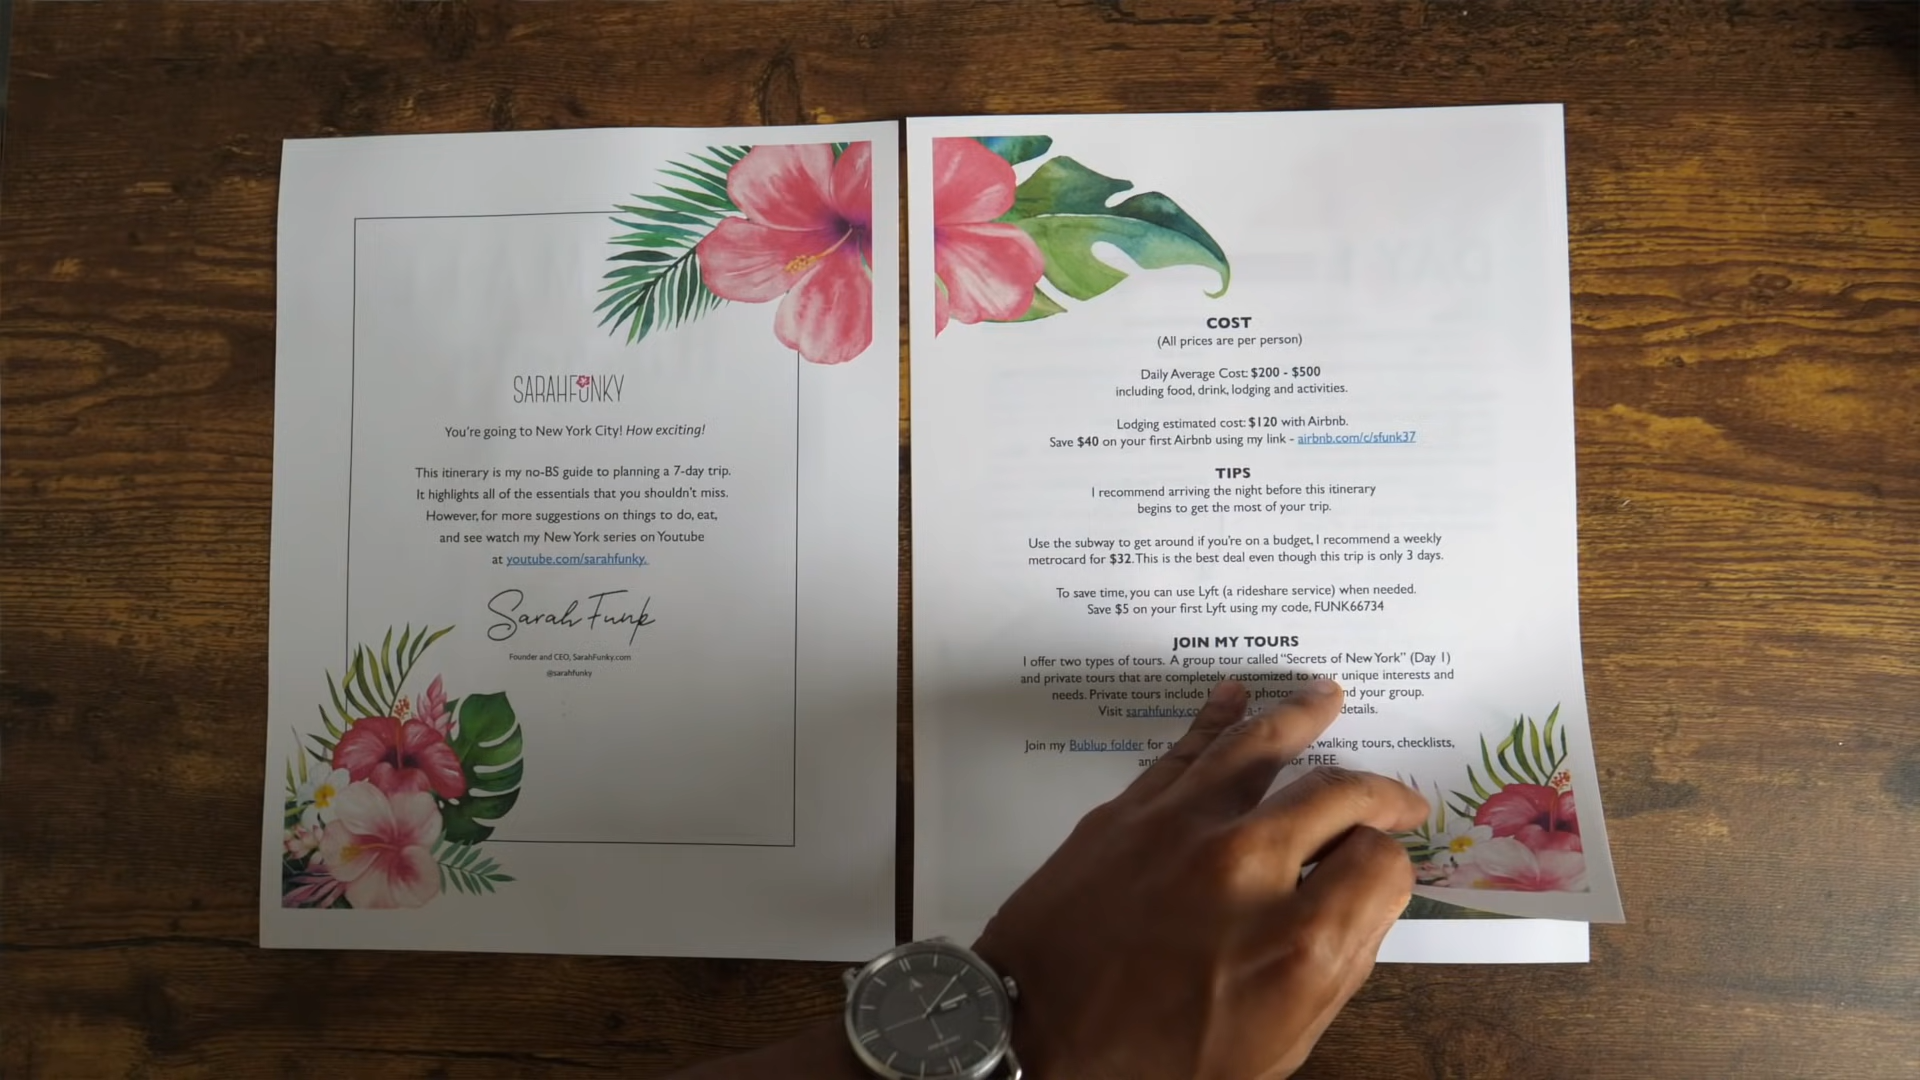 SARAHFUNKY
You're going to New York City! How exciting!
This itinerary is my no-BS guide to planning a 7-day trip.
It highlights all of the essentials that you shouldn't miss.
However, for more suggestions on things to do, eat,
and see watch my New York series on Youtube
at youtube.com/sarahfunky.
Sarah Funk
Founder and CEO, SarahFunky.com
@sarahfunky
COST
(All prices are per person)
Daily Average Cost: $200 - $500
including food, drink, lodging and activities.
Lodging estimated cost: $120 with Airbnb.
Save $40 on your first Airbnb using my link - airbnb.com/c/sfunk37
TIPS
I recommend arriving the night before this itinerary
begins to get the most of your trip.
Use the subway to get around if you're on a budget, I recommend a weekly
metrocard for $32. This is the best deal even though this trip is only 3 days.
To save time, you can use Lyft (a rideshare service) when needed.
Save $5 on your first Lyft using my code, FUNK66734
JOIN MY TOURS
I offer two types of tours. A group tour called "Secrets of New York" (Day 1)
and private tours that are completely customized to your unique interests and
needs. Private tours include your group.
Visit details.
Join my Bublup folder for walking tours, checklists,
FREE.